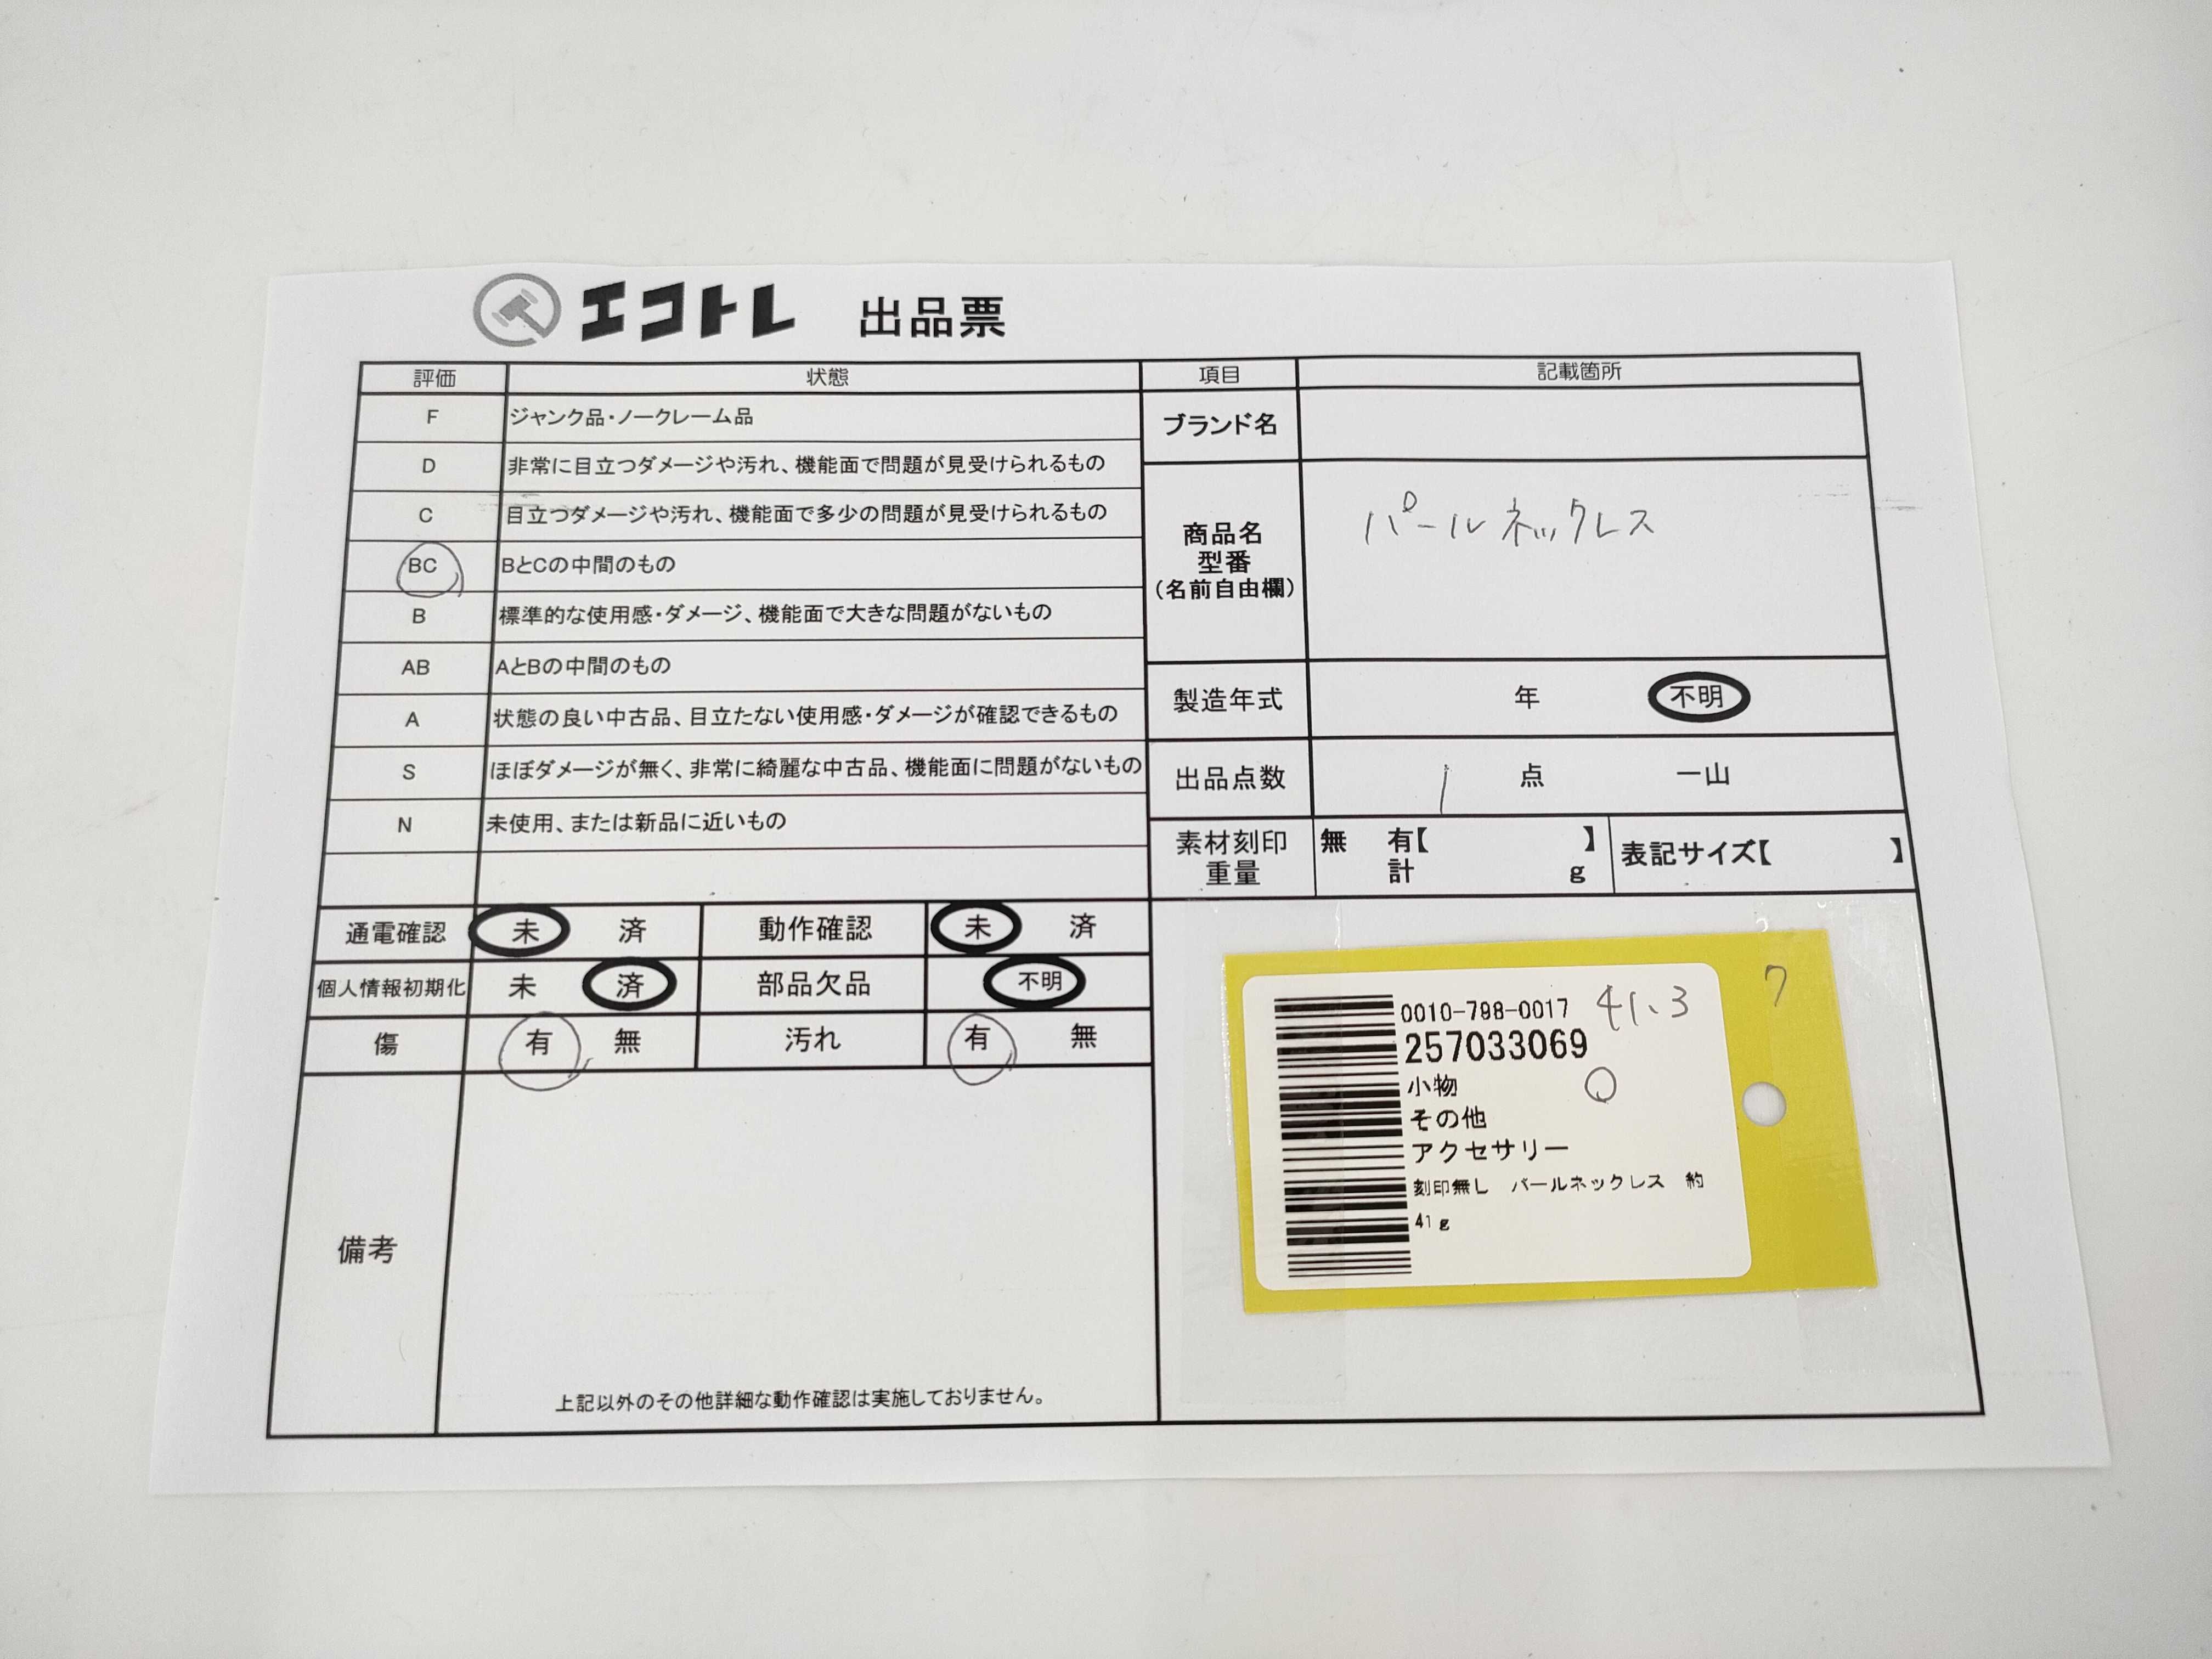 エコトレ 出品票
評価 状態 項目 記載箇所
F ジャンク品・ノークレーム品
D 非常に目立つダメージや汚れ、機能面で問題が見受けられるもの
C 目立つダメージや汚れ、機能面で多少の問題が見受けられるもの
BC BとCの中間のもの
B 標準的な使用感・ダメージ、機能面で大きな問題がないもの
AB AとBの中間のもの
A 状態の良い中古品、目立たない使用感・ダメージが確認できるもの
S ほぼダメージが無く、非常に綺麗な中古品、機能面に問題がないもの
N 未使用、または新品に近いもの
ブランド名
商品名
型番
(名前自由欄)
パールネックレス
製造年式 年 不明
出品点数 1 点 一山
素材刻印
重量
無 有【 】
計 g
表記サイズ【 】
通電確認 未 済 動作確認 未 済
個人情報初期化 未 済 部品欠品 不明
傷 有 無 汚れ 有 無
備考
上記以外のその他詳細な動作確認は実施しておりません。
0010-798-0017 41.3 7
257033069
小物
その他
アクセサリー
刻印無し パールネックレス 約
41g